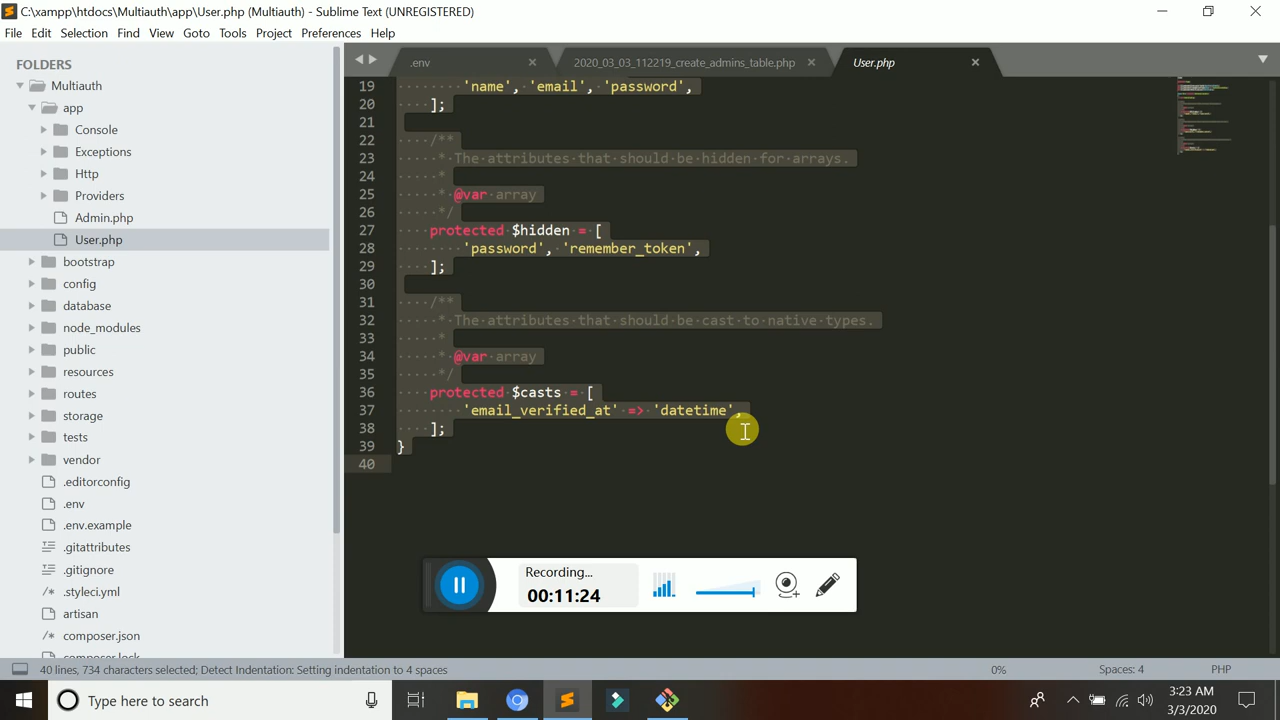 C:\xampp\htdocs\Multiauth\app\User.php (Multiauth) - Sublime Text (UNREGISTERED)
File Edit Selection Find View Goto Tools Project Preferences Help
FOLDERS
Multiauth
app
Console
Exceptions
Http
Providers
Admin.php
User.php
bootstrap
config
database
node_modules
public
resources
routes
storage
tests
vendor
.editorconfig
.env
.env.example
.gitattributes
.gitignore
/* .styleci.yml
artisan
/* composer.json
composer.lock
.env
2020_03_03_112219_create_admins_table.php
User.php
19 'name', 'email', 'password',
20 ];
21
22 /**
23 * The attributes that should be hidden for arrays.
24 *
25 * @var array
26 */
27 protected $hidden = [
28 'password', 'remember_token',
29 ];
30
31 /**
32 * The attributes that should be cast to native types.
33 *
34 * @var array
35 */
36 protected $casts = [
37 'email_verified_at' => 'datetime',
38 ];
39 }
40
Recording...
00:11:24
40 lines, 734 characters selected; Detect Indentation: Setting indentation to 4 spaces
0%
Spaces: 4
PHP
Type here to search
3:23 AM
3/3/2020